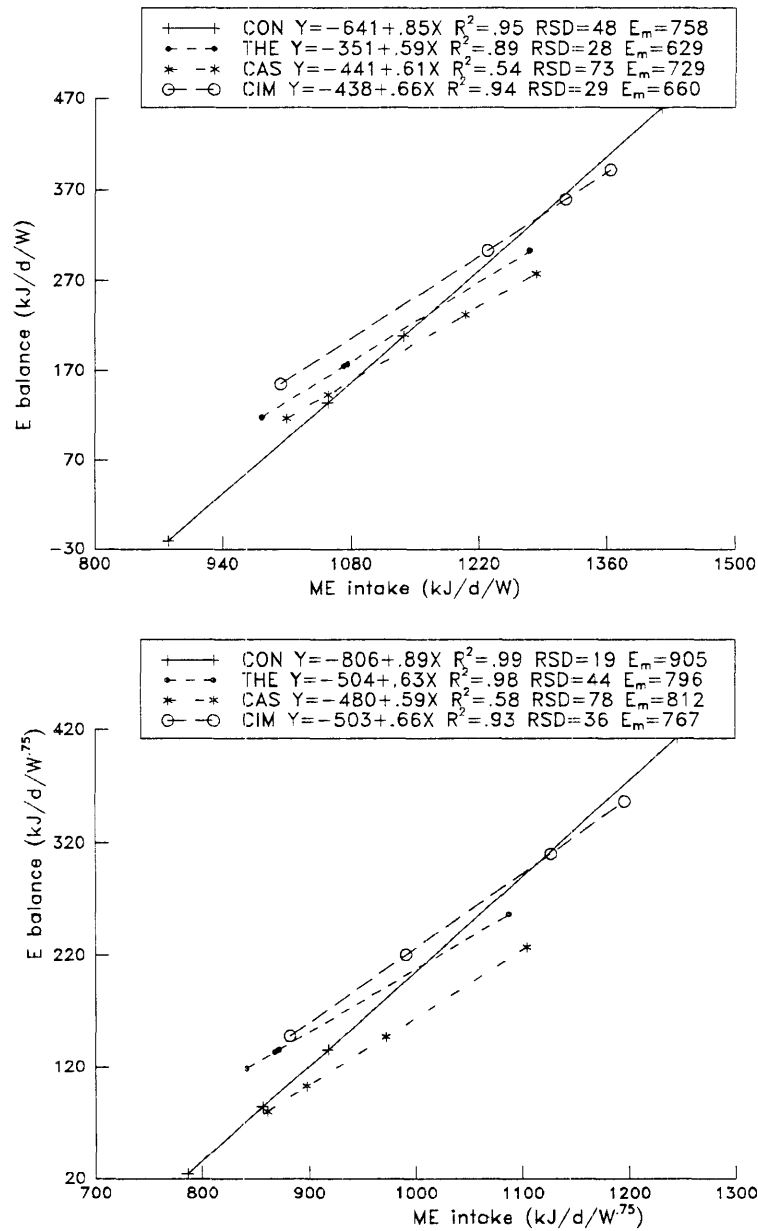 CON Y=−641+.85X R²=.95 RSD=48 Eₘ=758
THE Y=−351+.59X R²=.89 RSD=28 Eₘ=629
CAS Y=−441+.61X R²=.54 RSD=73 Eₘ=729
CIM Y=−438+.66X R²=.94 RSD=29 Eₘ=660
470
370
270
170
70
−30
E balance (kJ/d/W)
800 940 1080 1220 1360 1500
ME intake (kJ/d/W)
CON Y=−806+.89X R²=.99 RSD=19 Eₘ=905
THE Y=−504+.63X R²=.98 RSD=44 Eₘ=796
CAS Y=−480+.59X R²=.58 RSD=78 Eₘ=812
CIM Y=−503+.66X R²=.93 RSD=36 Eₘ=767
420
320
220
120
20
E balance (kJ/d/W^.75)
700 800 900 1000 1100 1200 1300
ME intake (kJ/d/W^.75)